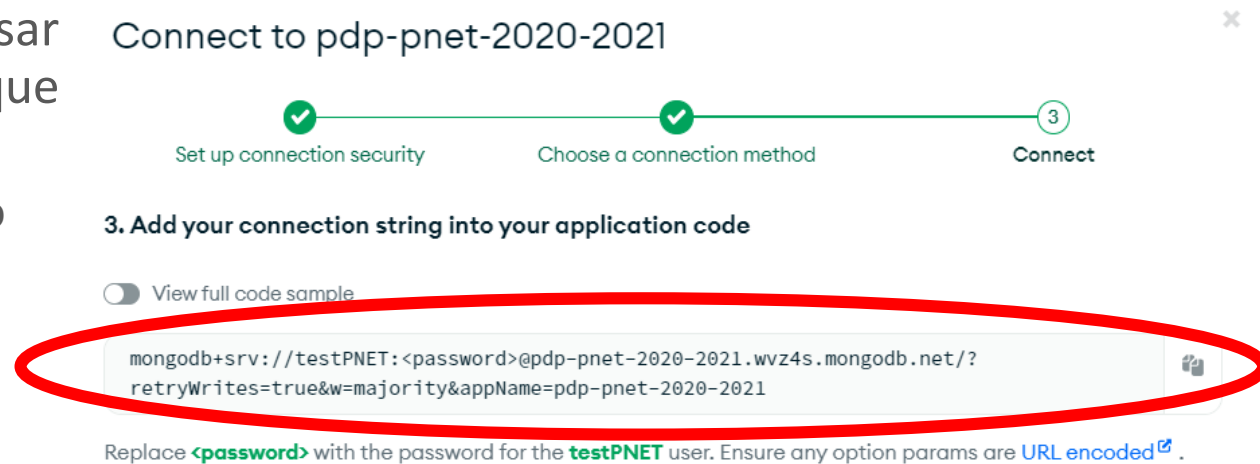 sar
que
o
Connect to pdp-pnet-2020-2021
3
Set up connection security
Choose a connection method
Connect
3. Add your connection string into your application code
View full code sample
mongodb+srv://testPNET:<password>@pdp-pnet-2020-2021.wvz4s.mongodb.net/?
retryWrites=true&w=majority&appName=pdp-pnet-2020-2021
Replace <password> with the password for the testPNET user. Ensure any option params are URL encoded .